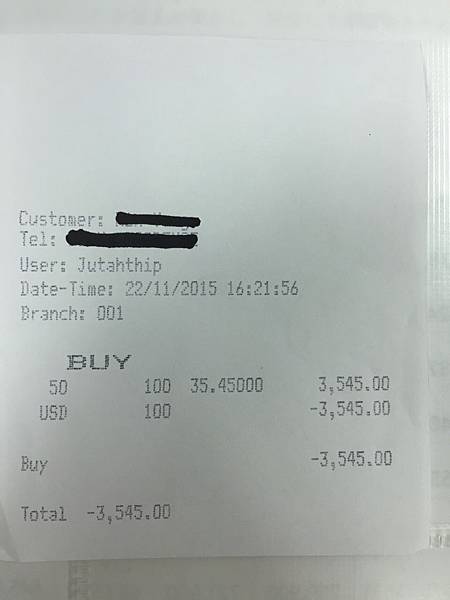 Customer:
Tel:
User: Jutahthip
Date-Time: 22/11/2015 16:21:56
Branch: 001
BUY
50 100 35.45000 3,545.00
USD 100 -3,545.00
Buy -3,545.00
Total -3,545.00